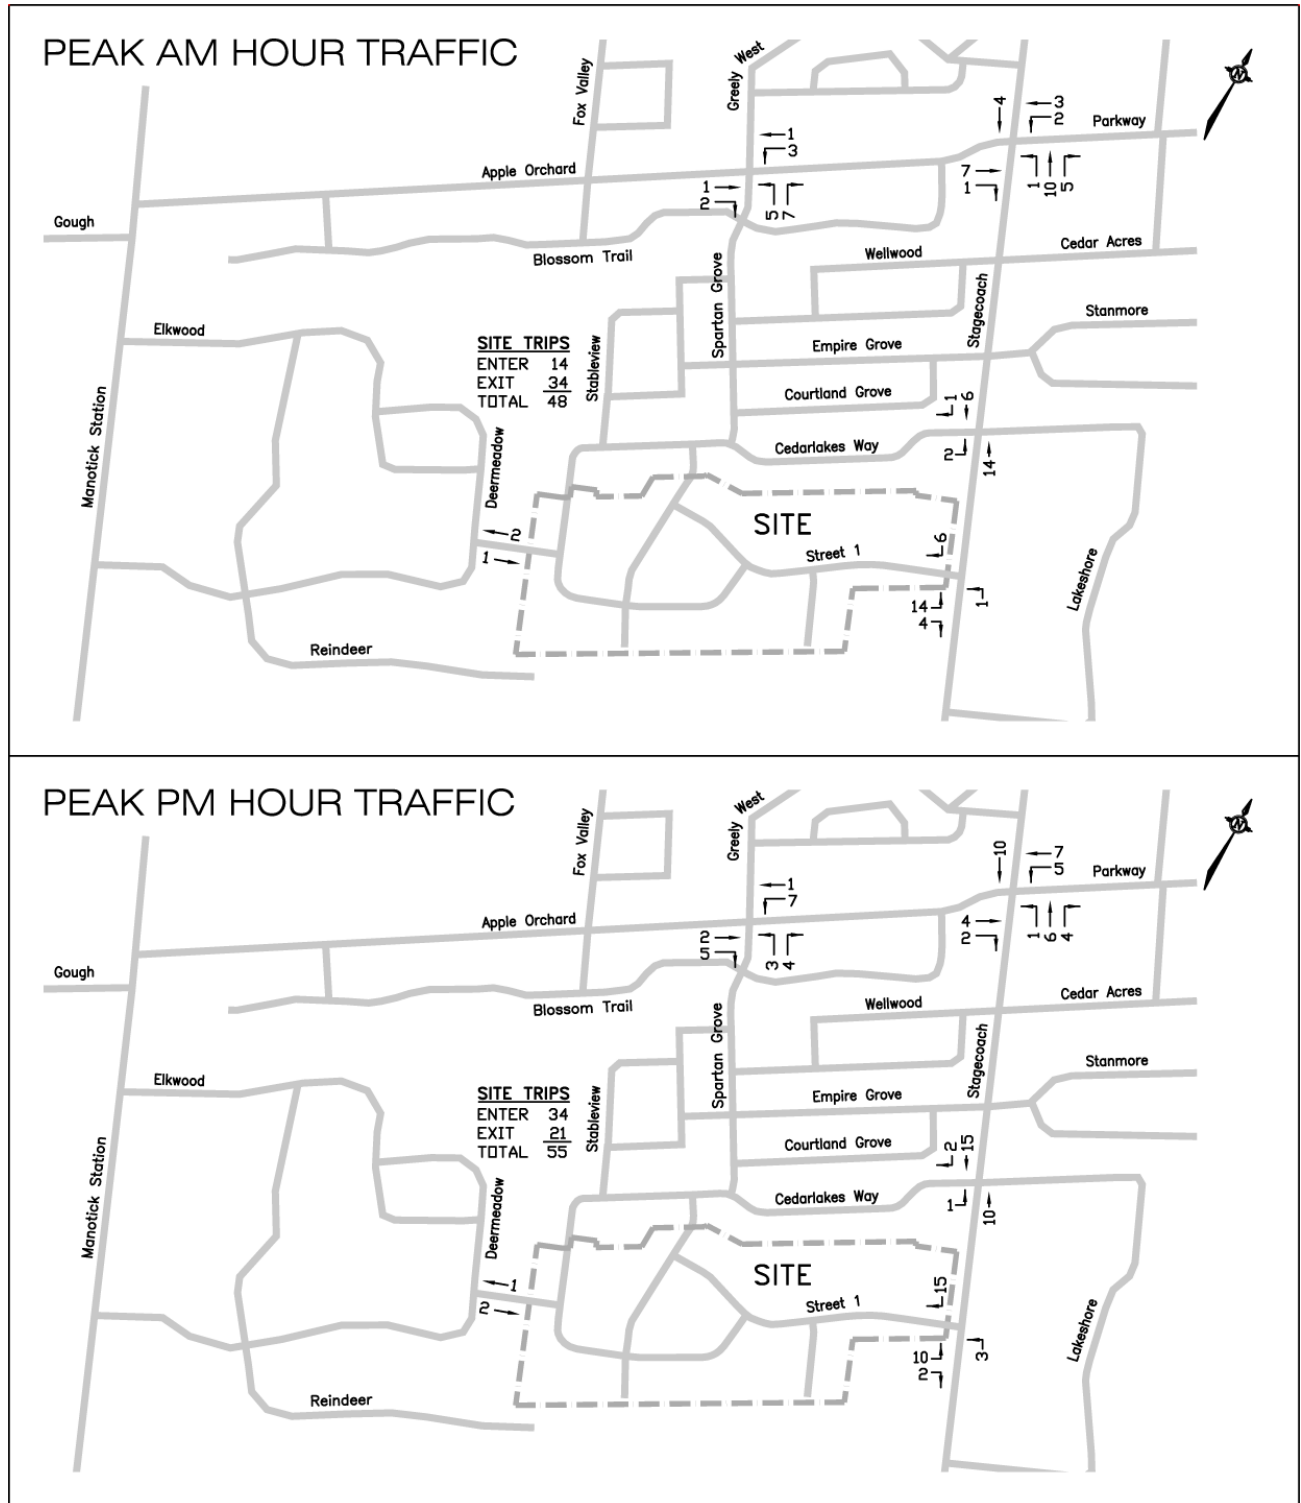 PEAK AM HOUR TRAFFIC
Fox Valley
Greely West
N
4
3
2
Parkway
1
3
Apple Orchard
7
1
1
10
5
1
2
5
7
Gough
Blossom Trail
Wellwood
Cedar Acres
Spartan Grove
Stagecoach
Stanmore
Elkwood
SITE TRIPS
ENTER 14
EXIT 34
TOTAL 48
Stableview
Empire Grove
Courtland Grove
1
6
Manotick Station
Deermeadow
Cedarlakes Way
2
14
SITE
2
1
Street 1
6
Lakeshore
14
4
1
Reindeer
PEAK PM HOUR TRAFFIC
Fox Valley
Greely West
N
10
7
5
Parkway
1
7
Apple Orchard
4
2
1
6
4
2
5
3
4
Gough
Blossom Trail
Wellwood
Cedar Acres
Spartan Grove
Stagecoach
Stanmore
Elkwood
SITE TRIPS
ENTER 34
EXIT 21
TOTAL 55
Stableview
Empire Grove
Courtland Grove
2
15
Manotick Station
Deermeadow
Cedarlakes Way
1
10
SITE
1
2
Street 1
15
Lakeshore
10
2
3
Reindeer